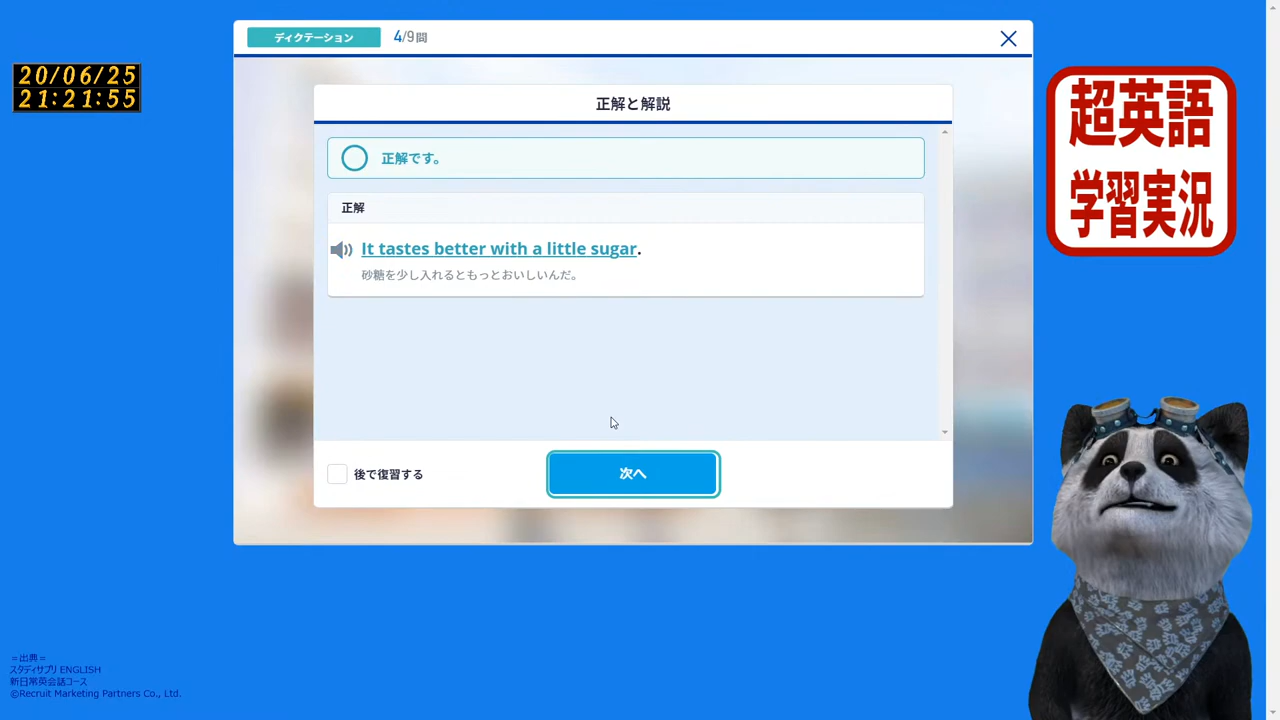 ディクテーション 4/9問
20/06/25
21:21:55
正解と解説
正解です。
正解
It tastes better with a little sugar.
砂糖を少し入れるともっとおいしいんだ。
後で復習する
次へ
超英語
学習実況
＝出典＝
スタディサプリ ENGLISH
新日常英会話コース
©Recruit Marketing Partners Co., Ltd.